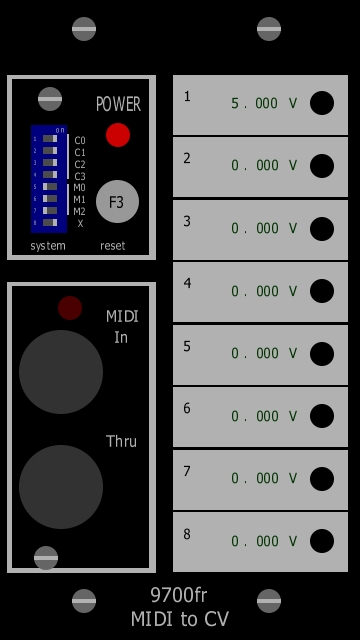 POWER
on
1 C0
2 C1
3 C2
4 C3
5 M0
6 M1
7 M2
8 X
F3
system reset
MIDI
In
Thru
1 5.000 V
2 0.000 V
3 0.000 V
4 0.000 V
5 0.000 V
6 0.000 V
7 0.000 V
8 0.000 V
9700fr
MIDI to CV